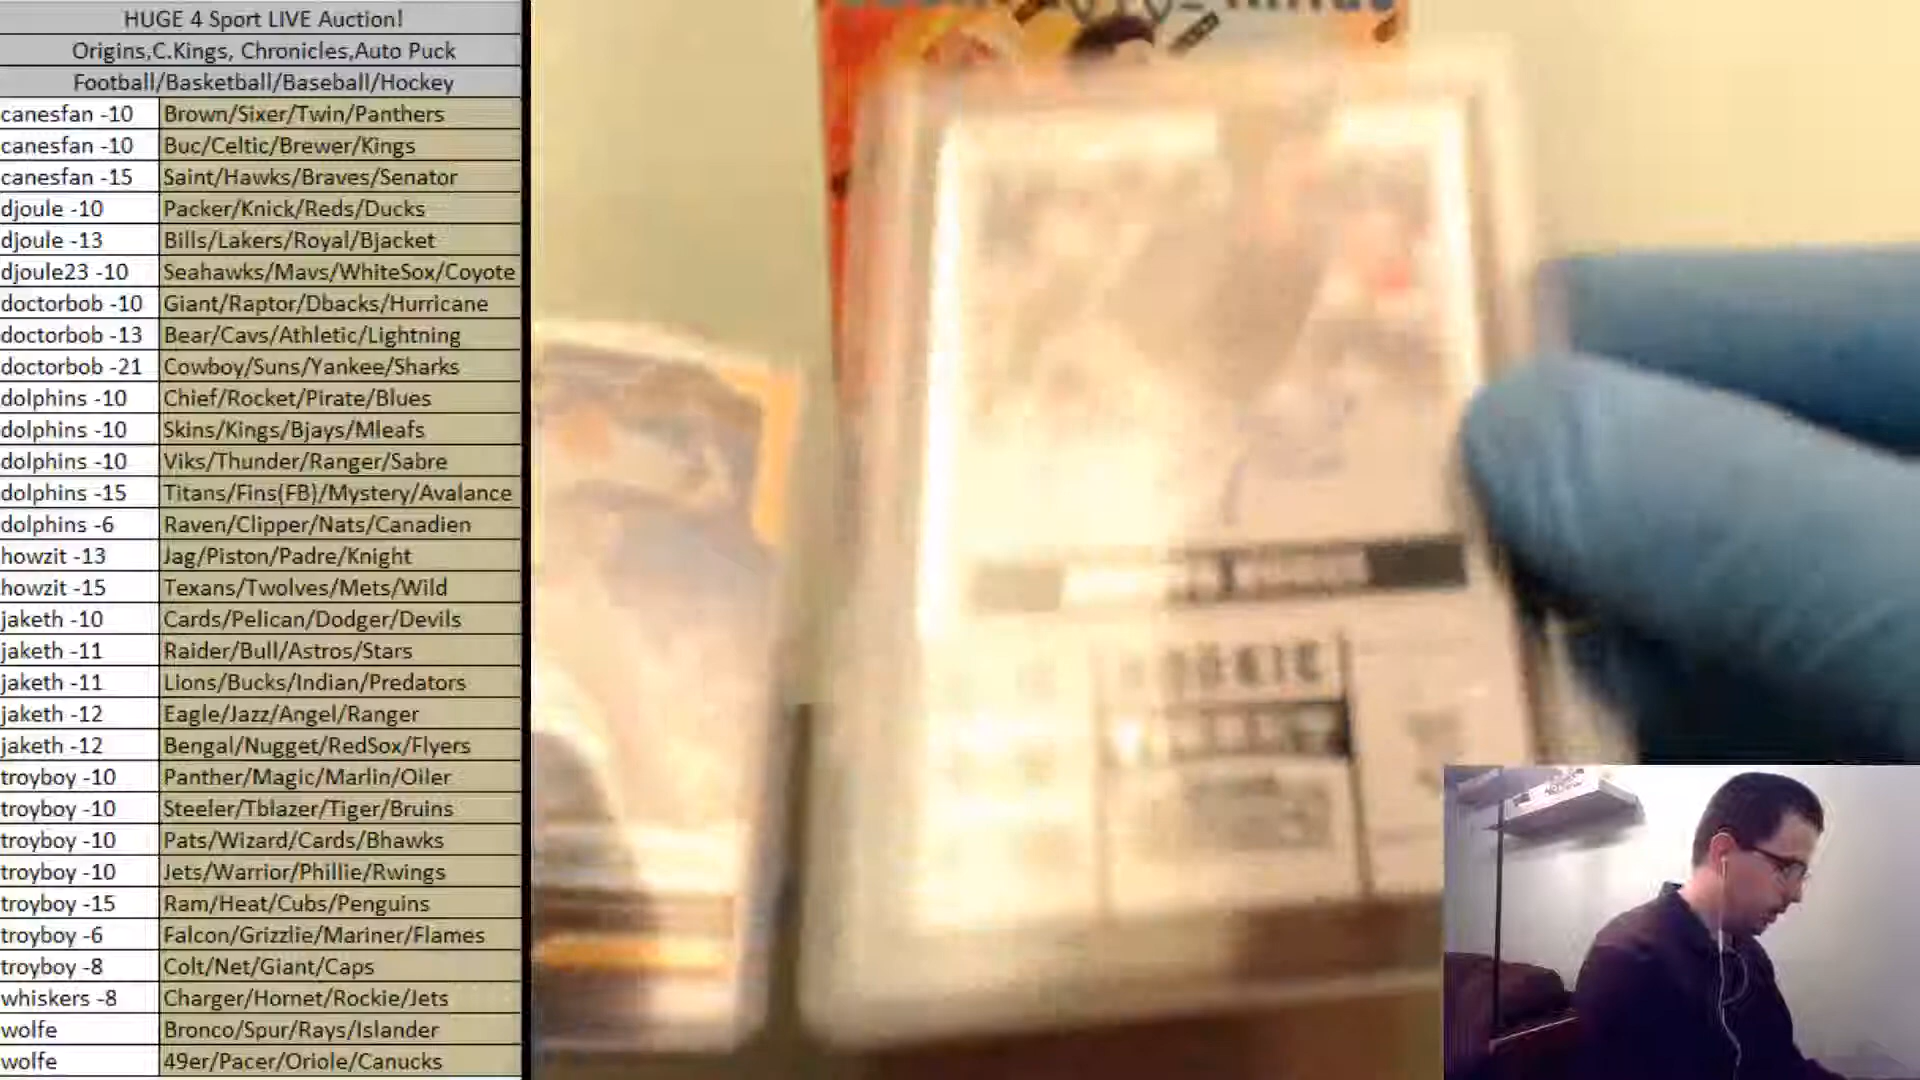 HUGE 4 Sport LIVE Auction!
Origins,C.Kings, Chronicles,Auto Puck
Football/Basketball/Baseball/Hockey
canesfan -10 Brown/Sixer/Twin/Panthers
canesfan -10 Buc/Celtic/Brewer/Kings
canesfan -15 Saint/Hawks/Braves/Senator
djoule -10 Packer/Knick/Reds/Ducks
djoule -13 Bills/Lakers/Royal/Bjacket
djoule23 -10 Seahawks/Mavs/WhiteSox/Coyote
doctorbob -10 Giant/Raptor/Dbacks/Hurricane
doctorbob -13 Bear/Cavs/Athletic/Lightning
doctorbob -21 Cowboy/Suns/Yankee/Sharks
dolphins -10 Chief/Rocket/Pirate/Blues
dolphins -10 Skins/Kings/Bjays/Mleafs
dolphins -10 Viks/Thunder/Ranger/Sabre
dolphins -15 Titans/Fins(FB)/Mystery/Avalance
dolphins -6 Raven/Clipper/Nats/Canadien
howzit -13 Jag/Piston/Padre/Knight
howzit -15 Texans/Twolves/Mets/Wild
jaketh -10 Cards/Pelican/Dodger/Devils
jaketh -11 Raider/Bull/Astros/Stars
jaketh -11 Lions/Bucks/Indian/Predators
jaketh -12 Eagle/Jazz/Angel/Ranger
jaketh -12 Bengal/Nugget/RedSox/Flyers
troyboy -10 Panther/Magic/Marlin/Oiler
troyboy -10 Steeler/Tblazer/Tiger/Bruins
troyboy -10 Pats/Wizard/Cards/Bhawks
troyboy -10 Jets/Warrior/Phillie/Rwings
troyboy -15 Ram/Heat/Cubs/Penguins
troyboy -6 Falcon/Grizzlie/Mariner/Flames
troyboy -8 Colt/Net/Giant/Caps
whiskers -8 Charger/Hornet/Rockie/Jets
wolfe Bronco/Spur/Rays/Islander
wolfe 49er/Pacer/Oriole/Canucks